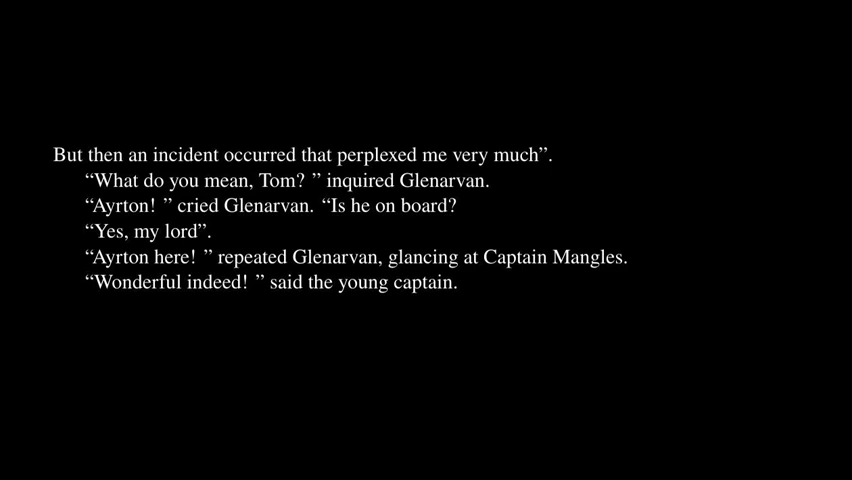 But then an incident occurred that perplexed me very much”.
“What do you mean, Tom? ” inquired Glenarvan.
“Ayrton! ” cried Glenarvan. “Is he on board?
“Yes, my lord”.
“Ayrton here! ” repeated Glenarvan, glancing at Captain Mangles.
“Wonderful indeed! ” said the young captain.